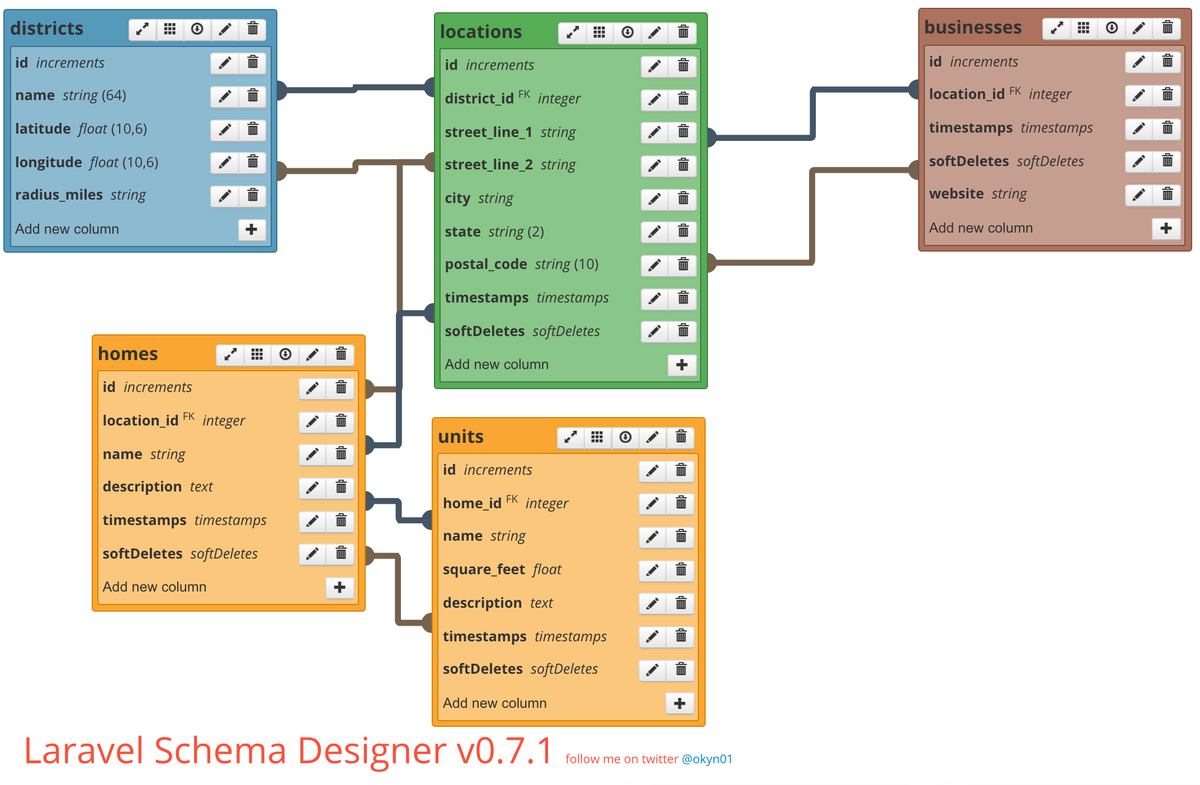 districts
id increments
name string (64)
latitude float (10,6)
longitude float (10,6)
radius_miles string
Add new column
locations
id increments
district_id FK integer
street_line_1 string
street_line_2 string
city string
state string (2)
postal_code string (10)
timestamps timestamps
softDeletes softDeletes
Add new column
businesses
id increments
location_id FK integer
timestamps timestamps
softDeletes softDeletes
website string
Add new column
homes
id increments
location_id FK integer
name string
description text
timestamps timestamps
softDeletes softDeletes
Add new column
units
id increments
home_id FK integer
name string
square_feet float
description text
timestamps timestamps
softDeletes softDeletes
Add new column
Laravel Schema Designer v0.7.1 follow me on twitter @okyn01